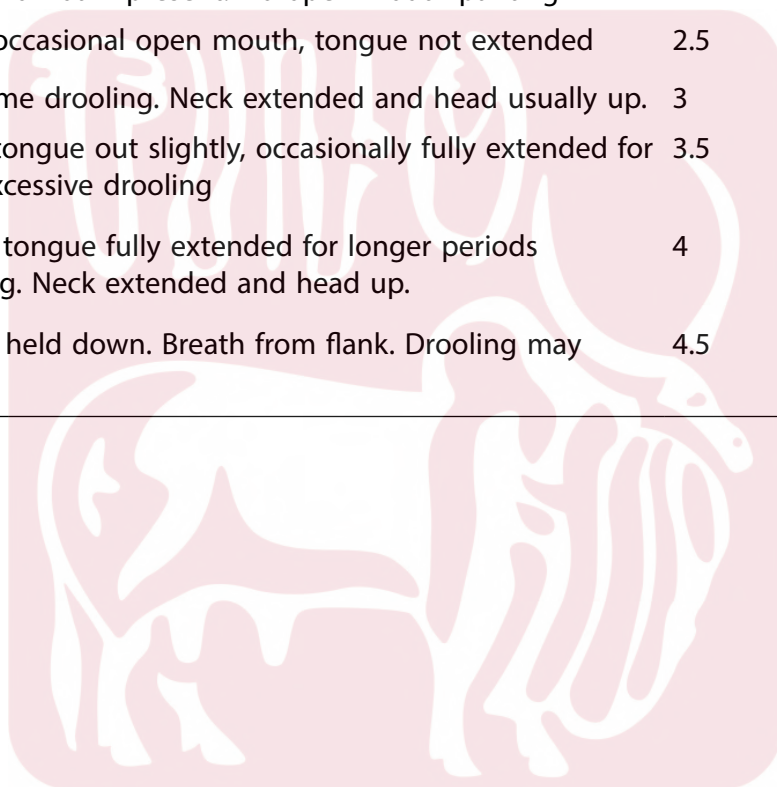 occasional open mouth, tongue not extended 2.5
me drooling. Neck extended and head usually up. 3
tongue out slightly, occasionally fully extended for 3.5
xcessive drooling
tongue fully extended for longer periods 4
g. Neck extended and head up.
held down. Breath from flank. Drooling may 4.5